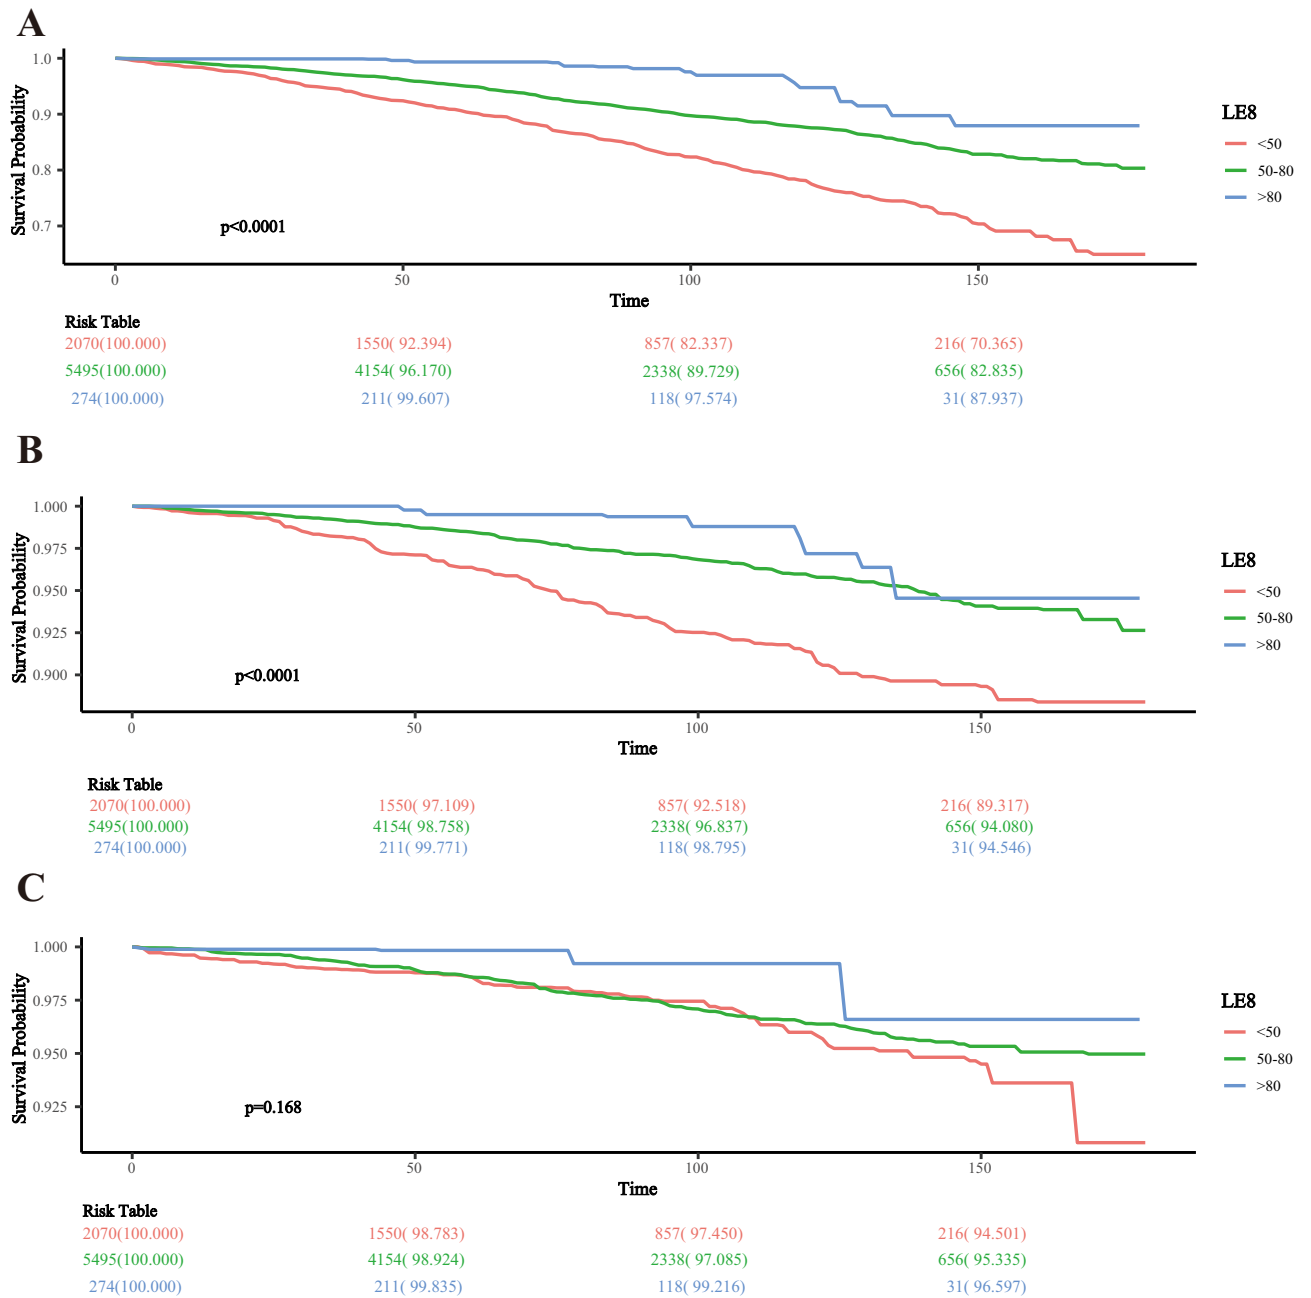 A
Survival Probability
1.0
0.9
0.8
0.7
p<0.0001
0 50 100 150
Time
LE8
<50
50-80
>80
Risk Table
2070(100.000) 1550( 92.394) 857( 82.337) 216( 70.365)
5495(100.000) 4154( 96.170) 2338( 89.729) 656( 82.835)
274(100.000) 211( 99.607) 118( 97.574) 31( 87.937)
B
Survival Probability
1.000
0.975
0.950
0.925
0.900
p<0.0001
0 50 100 150
Time
LE8
<50
50-80
>80
Risk Table
2070(100.000) 1550( 97.109) 857( 92.518) 216( 89.317)
5495(100.000) 4154( 98.758) 2338( 96.837) 656( 94.080)
274(100.000) 211( 99.771) 118( 98.795) 31( 94.546)
C
Survival Probability
1.000
0.975
0.950
0.925
p=0.168
0 50 100 150
Time
LE8
<50
50-80
>80
Risk Table
2070(100.000) 1550( 98.783) 857( 97.450) 216( 94.501)
5495(100.000) 4154( 98.924) 2338( 97.085) 656( 95.335)
274(100.000) 211( 99.835) 118( 99.216) 31( 96.597)